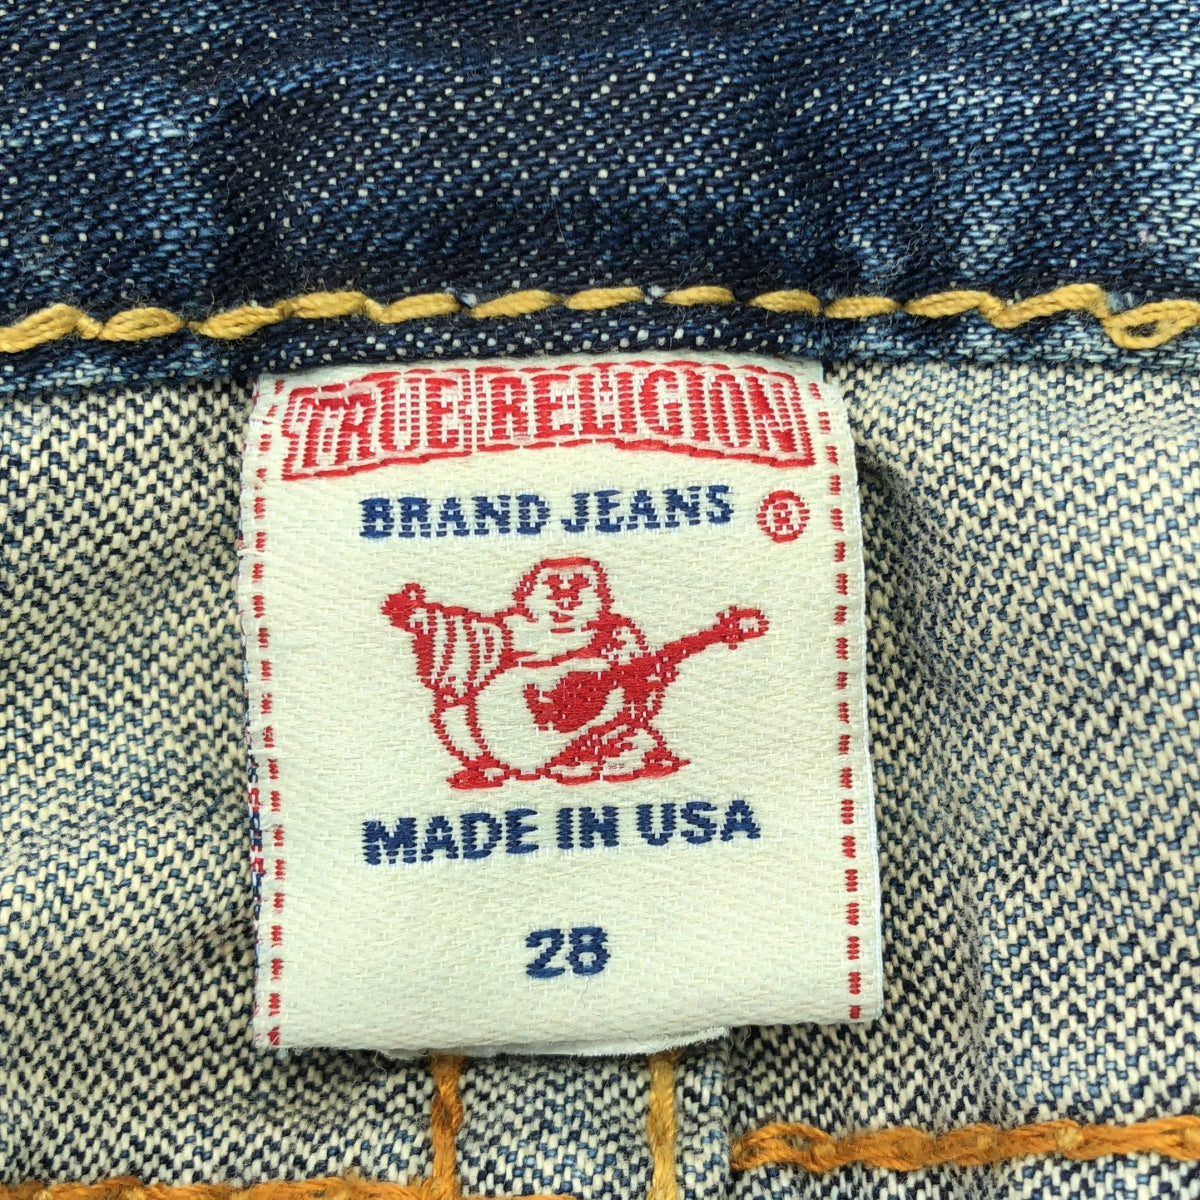 TRUE RELIGION
BRAND JEANS ®
MADE IN USA
28